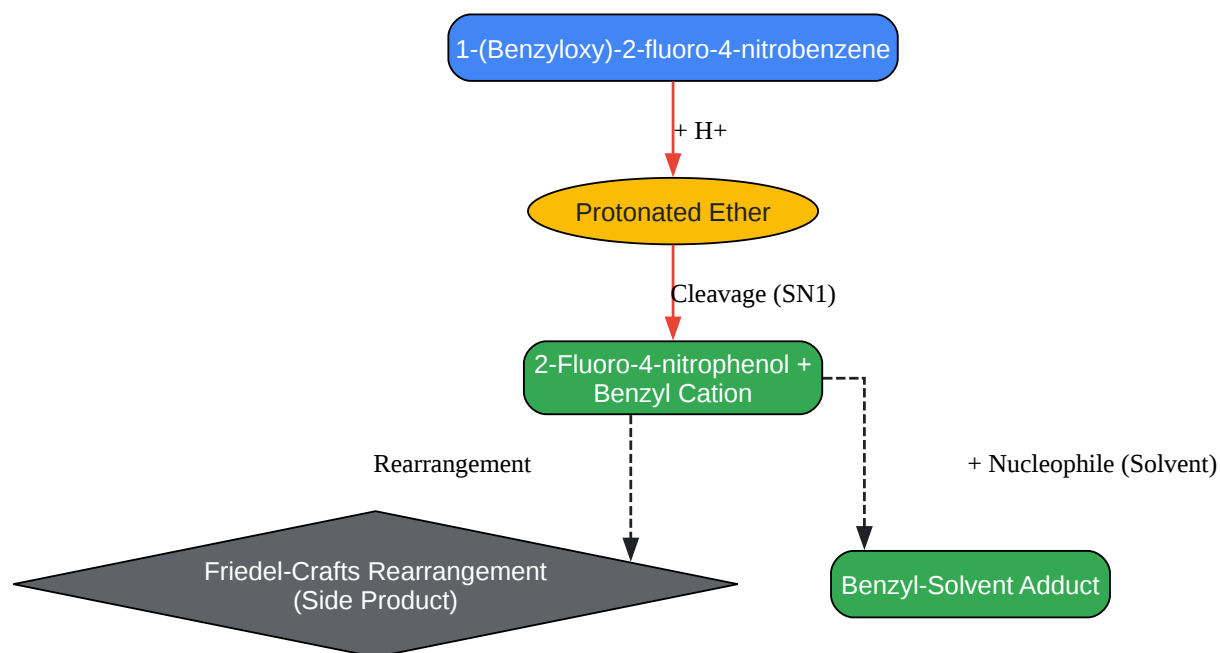 1-(Benzyloxy)-2-fluoro-4-nitrobenzene
+ H+
Protonated Ether
Cleavage (SN1)
2-Fluoro-4-nitrophenol +
Benzyl Cation
Rearrangement
+ Nucleophile (Solvent)
Friedel-Crafts Rearrangement
(Side Product)
Benzyl-Solvent Adduct